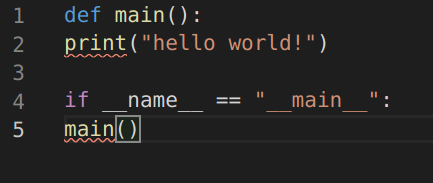 1 def main():
2 print("hello world!")
3
4 if __name__ == "__main__":
5 main()